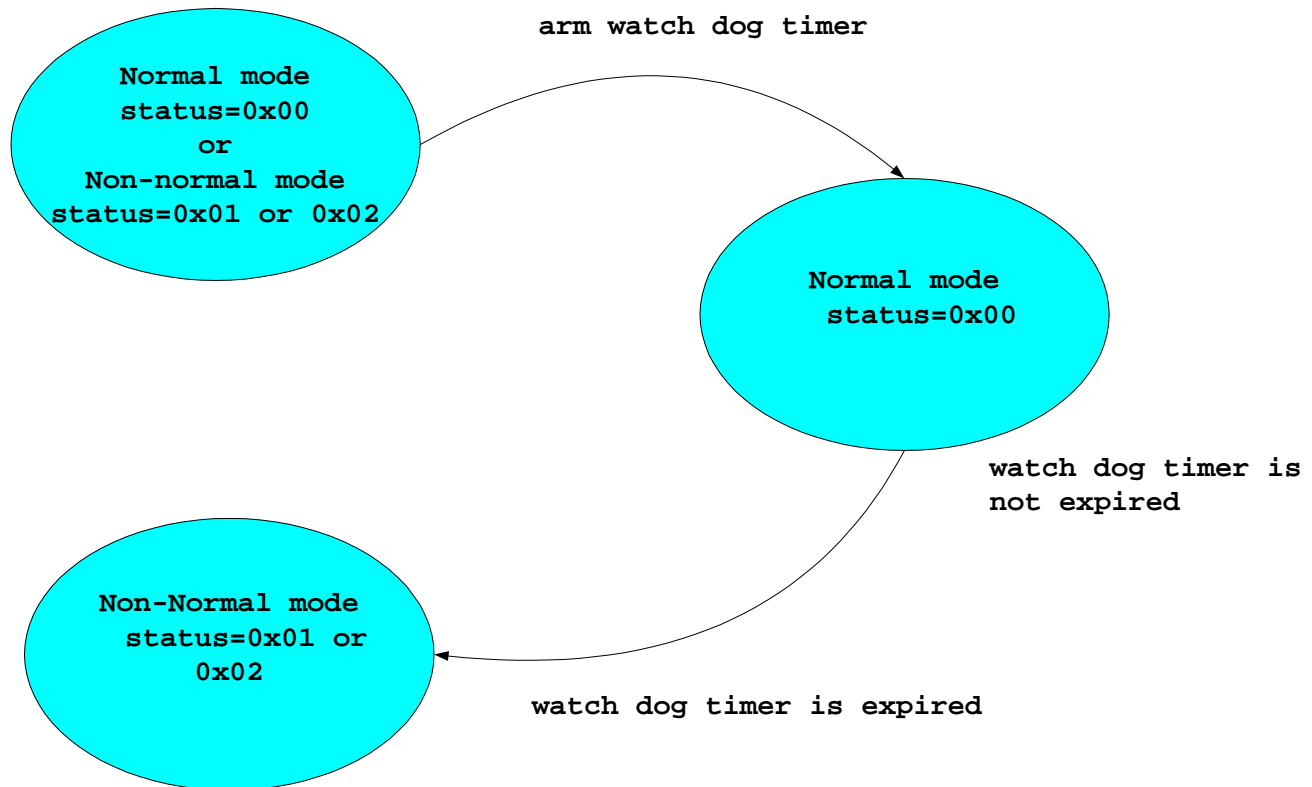 arm watch dog timer
Normal mode
status=0x00
or
Non-normal mode
status=0x01 or 0x02
Normal mode
status=0x00
watch dog timer is
not expired
Non-Normal mode
status=0x01 or
0x02
watch dog timer is expired